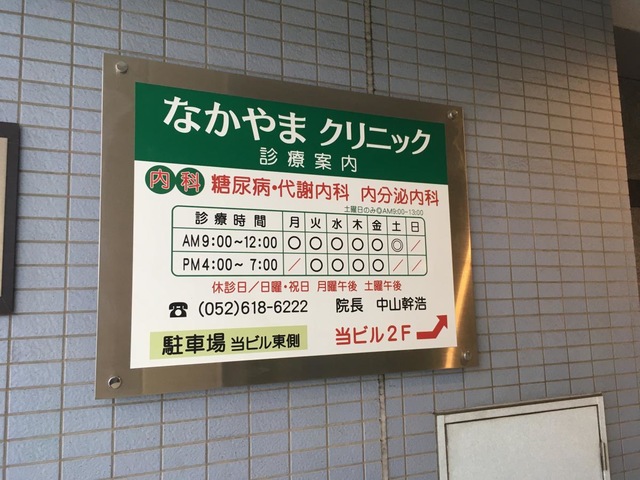 なかやま クリニック
診療案内
内科 糖尿病・代謝内科 内分泌内科
土曜日のみ◎AM9:00~13:00
診療時間 月 火 水 木 金 土 日
AM9:00~12:00 ○ ○ ○ ○ ○ ◎ ／
PM4:00~ 7:00 ／ ○ ○ ○ ○ ／ ／
休診日／日曜・祝日 月曜午後 土曜午後
☎ (052)618-6222 院長 中山幹浩
駐車場 当ビル東側 当ビル2F